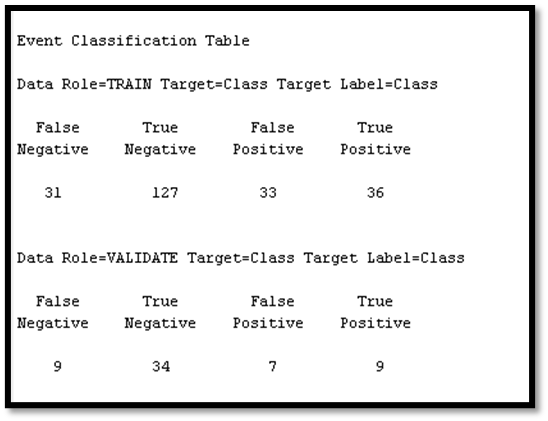 Event Classification Table
Data Role=TRAIN Target=Class Target Label=Class
False True False True
Negative Negative Positive Positive
31 127 33 36
Data Role=VALIDATE Target=Class Target Label=Class
False True False True
Negative Negative Positive Positive
9 34 7 9